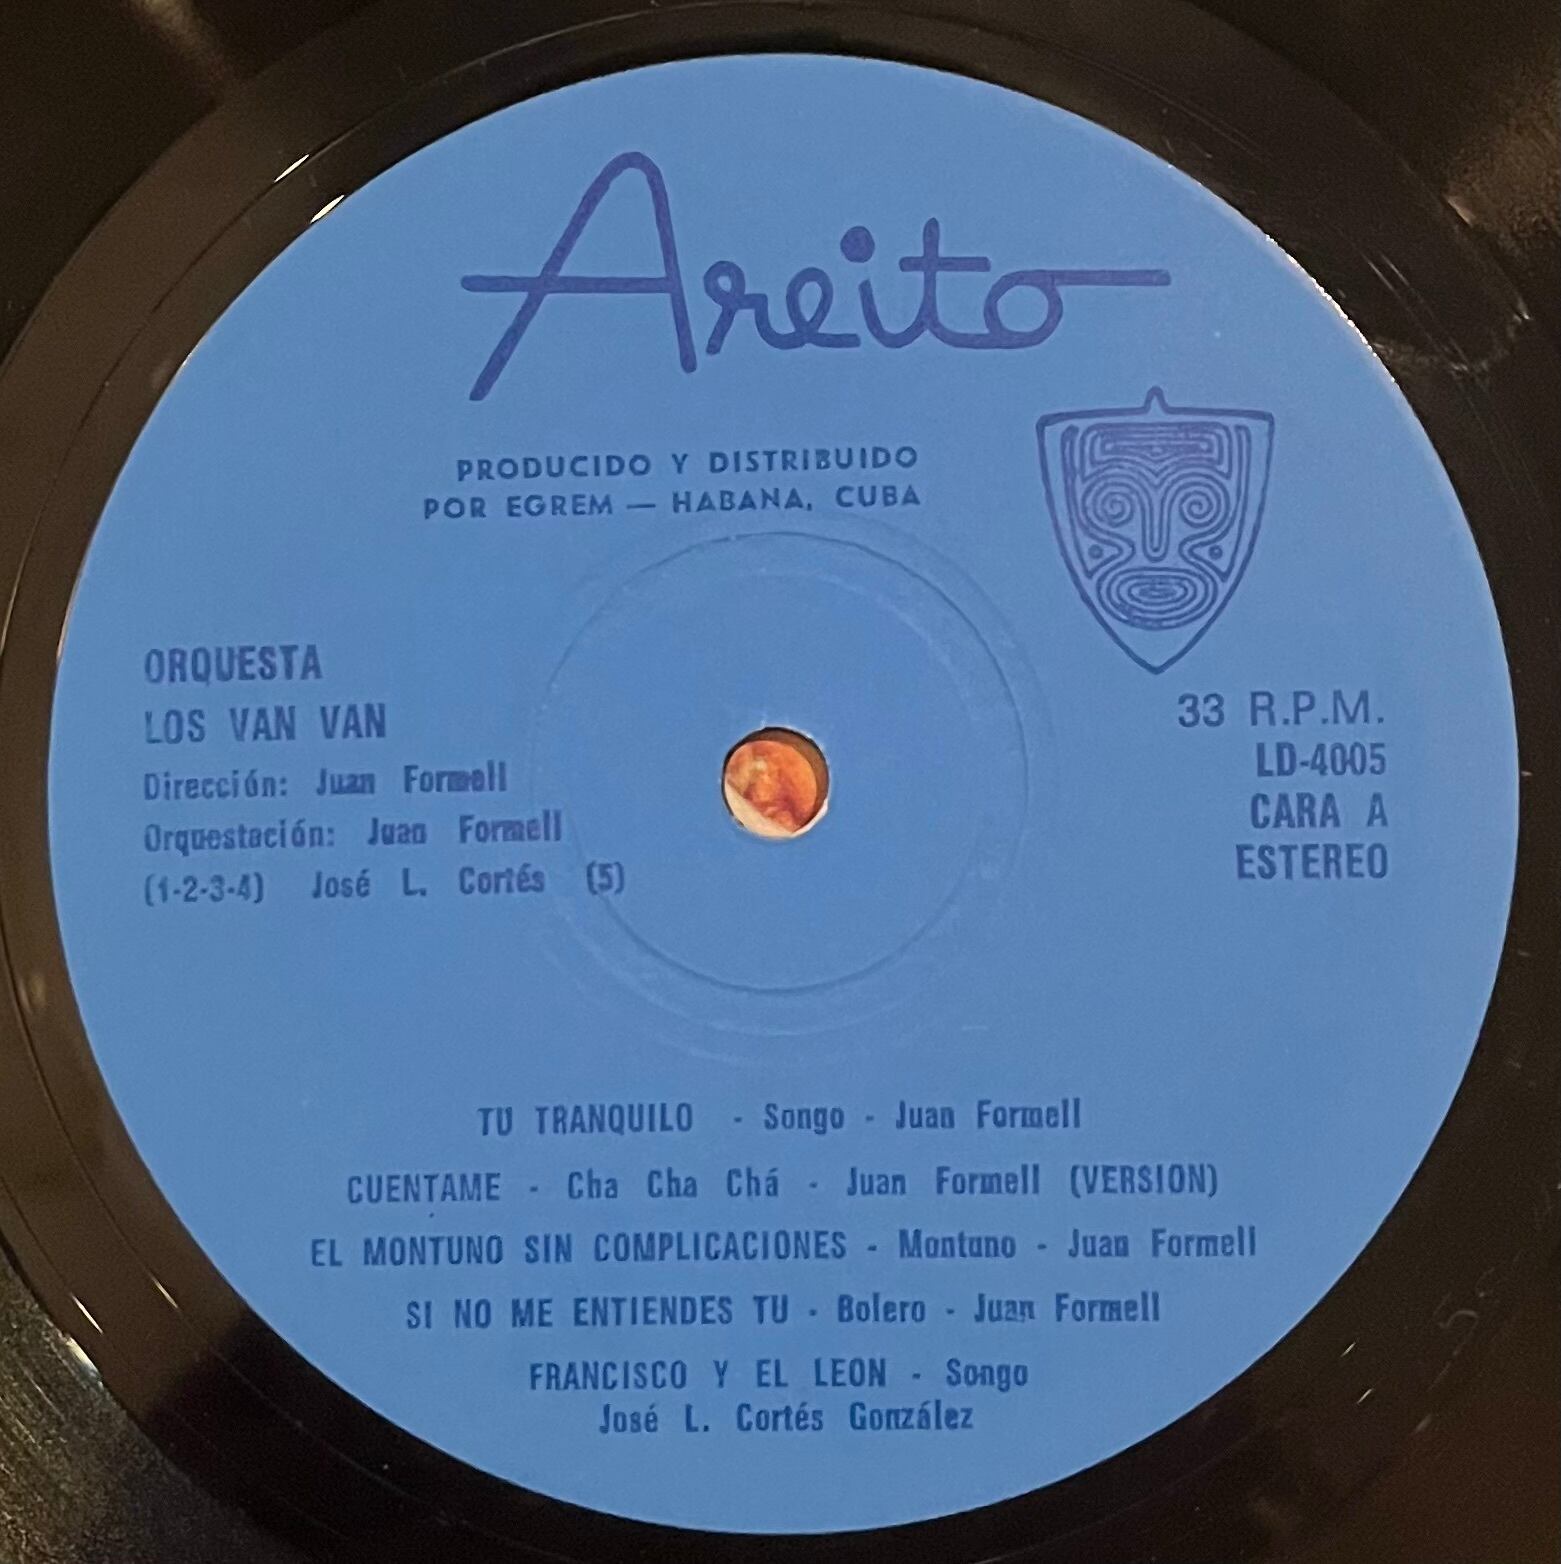 Areito
PRODUCIDO Y DISTRIBUIDO
POR EGREM — HABANA, CUBA
ORQUESTA
LOS VAN VAN
Dirección: Juan Formell
Orquestación: Juan Formell
(1-2-3-4) José L. Cortés (5)
33 R.P.M.
LD-4005
CARA A
ESTEREO
TU TRANQUILO - Songo - Juan Formell
CUENTAME - Cha Cha Chá - Juan Formell (VERSION)
EL MONTUNO SIN COMPLICACIONES - Montuno - Juan Formell
SI NO ME ENTIENDES TU - Bolero - Juan Formell
FRANCISCO Y EL LEON - Songo
José L. Cortés González